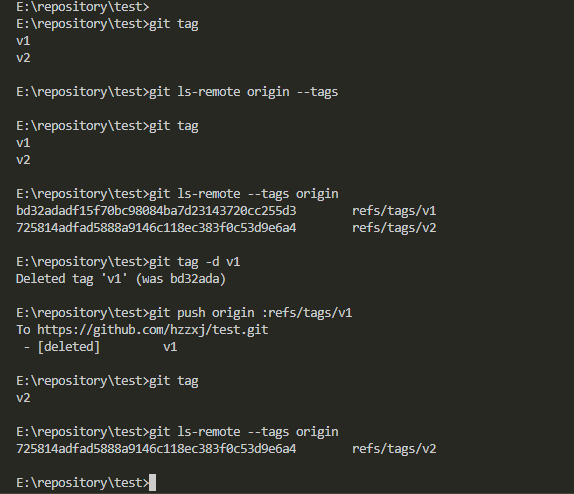 E:\repository\test>
E:\repository\test>git tag
v1
v2
E:\repository\test>git ls-remote origin --tags
E:\repository\test>git tag
v1
v2
E:\repository\test>git ls-remote --tags origin
bd32adadf15f70bc98084ba7d23143720cc255d3        refs/tags/v1
725814adfad5888a9146c118ec383f0c53d9e6a4        refs/tags/v2
E:\repository\test>git tag -d v1
Deleted tag 'v1' (was bd32ada)
E:\repository\test>git push origin :refs/tags/v1
To https://github.com/hzzxj/test.git
 - [deleted]         v1
E:\repository\test>git tag
v2
E:\repository\test>git ls-remote --tags origin
725814adfad5888a9146c118ec383f0c53d9e6a4        refs/tags/v2
E:\repository\test>